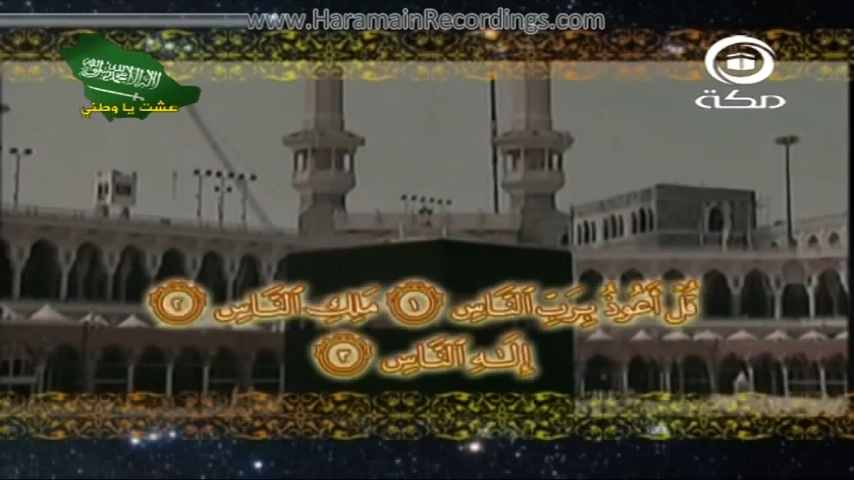 www.HaramainRecordings.com
لا إله إلا الله محمد رسول الله
عشت يا وطني
مكة
قُلْ أَعُوذُ بِرَبِّ ٱلنَّاسِ ١ مَلِكِ ٱلنَّاسِ ٢
إِلَٰهِ ٱلنَّاسِ ٣